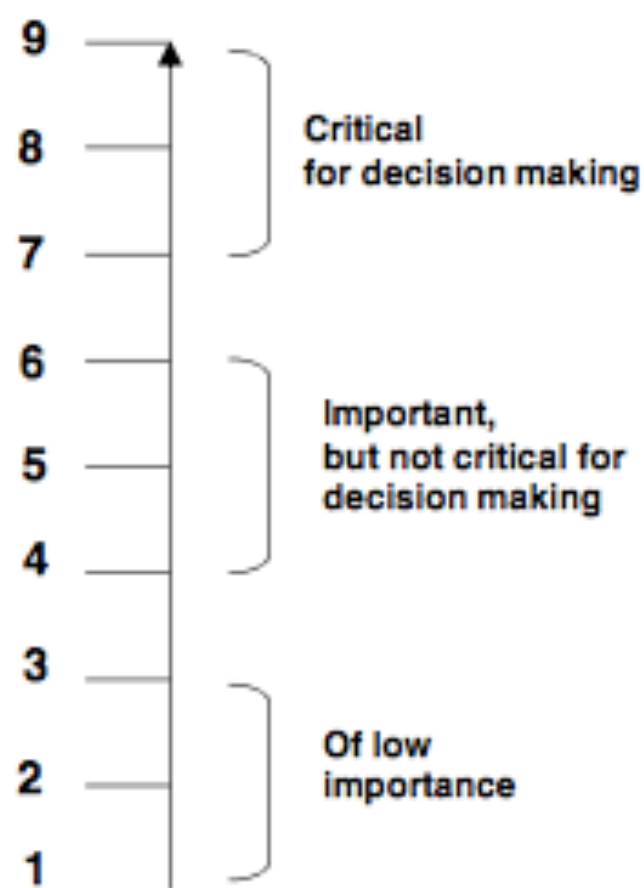 9
8
Critical
for decision making
7
6
Important,
but not critical for
decision making
5
4
3
Of low
importance
2
1